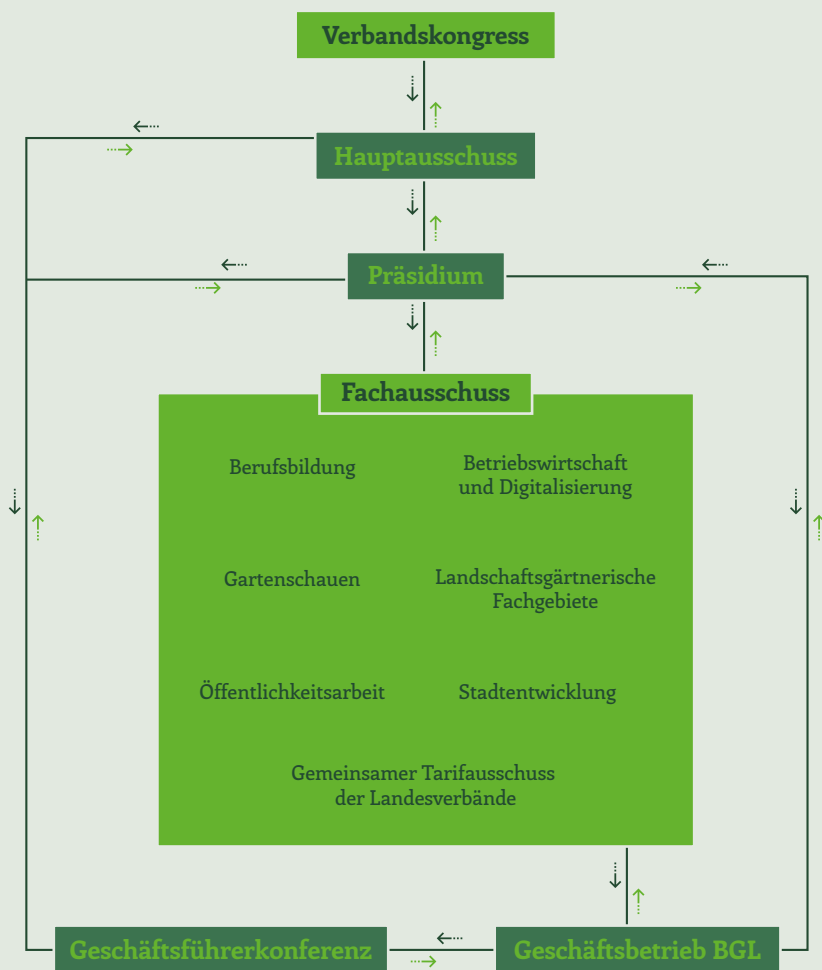 Verbandskongress
Hauptausschuss
Präsidium
Fachausschuss
Berufsbildung
Betriebswirtschaft
und Digitalisierung
Gartenschauen
Landschaftsgärtnerische
Fachgebiete
Öffentlichkeitsarbeit
Stadtentwicklung
Gemeinsamer Tarifausschuss
der Landesverbände
Geschäftsführerkonferenz
Geschäftsbetrieb BGL